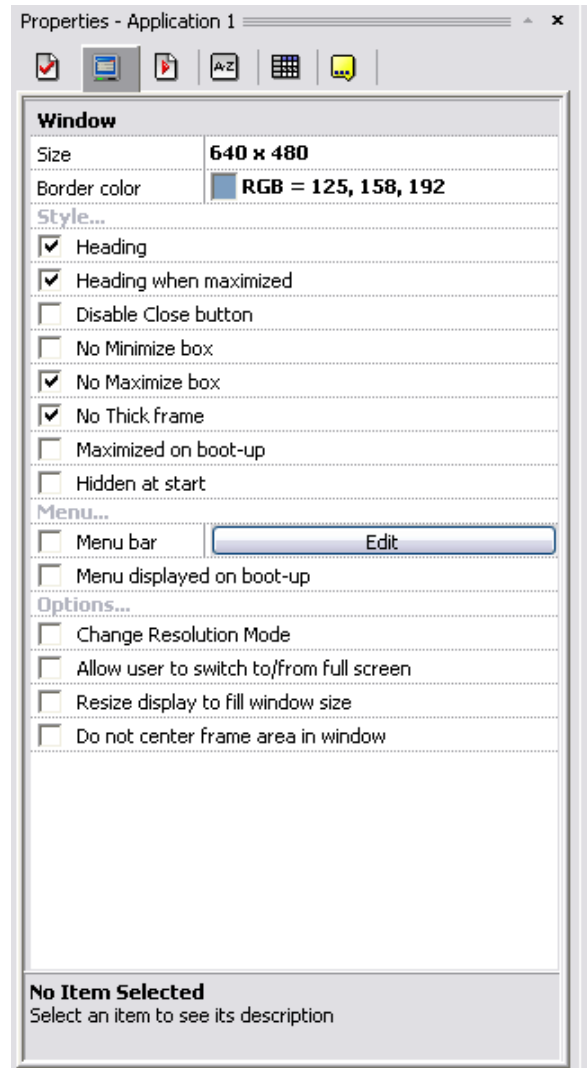 Properties - Application 1
A-Z
Window
Size 640 x 480
Border color RGB = 125, 158, 192
Style...
Heading
Heading when maximized
Disable Close button
No Minimize box
No Maximize box
No Thick frame
Maximized on boot-up
Hidden at start
Menu...
Menu bar Edit
Menu displayed on boot-up
Options...
Change Resolution Mode
Allow user to switch to/from full screen
Resize display to fill window size
Do not center frame area in window
No Item Selected
Select an item to see its description